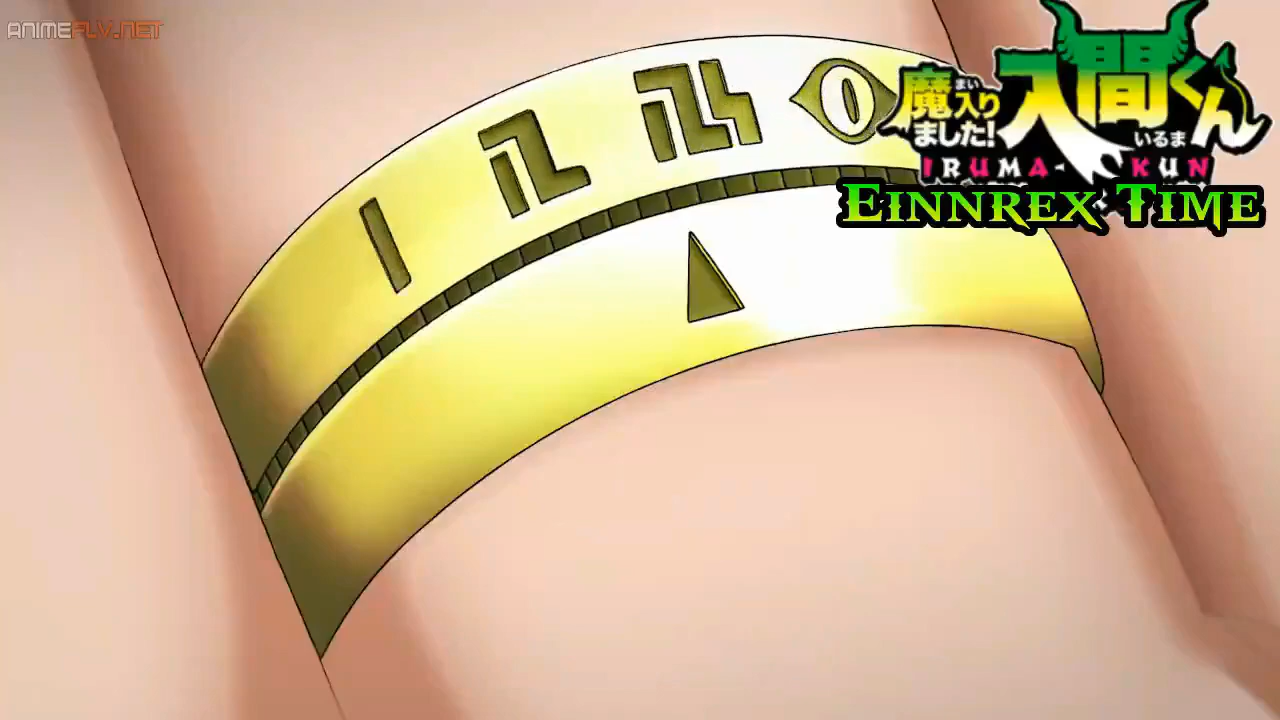 ANIMEFLV.NET
魔入り
まい
ました!
入間くん
いるま
IRUMA-KUN
EINNREX TIME